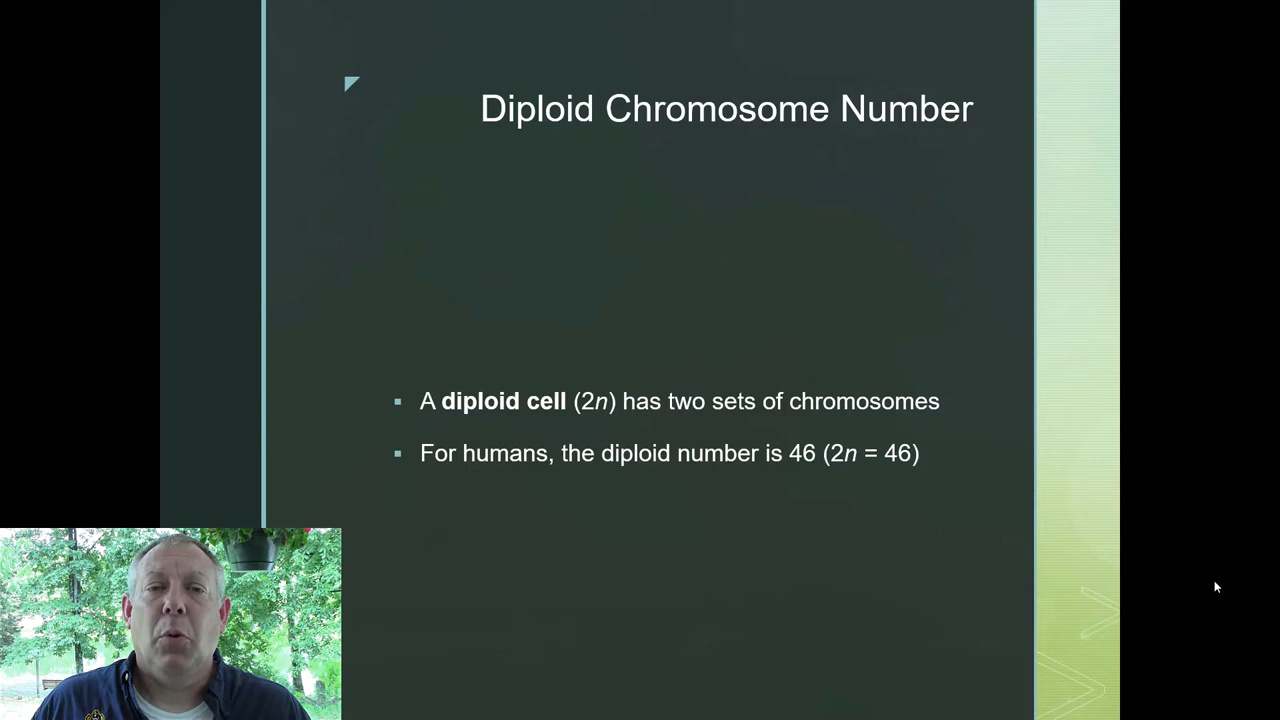 Diploid Chromosome Number
A diploid cell (2n) has two sets of chromosomes
For humans, the diploid number is 46 (2n = 46)